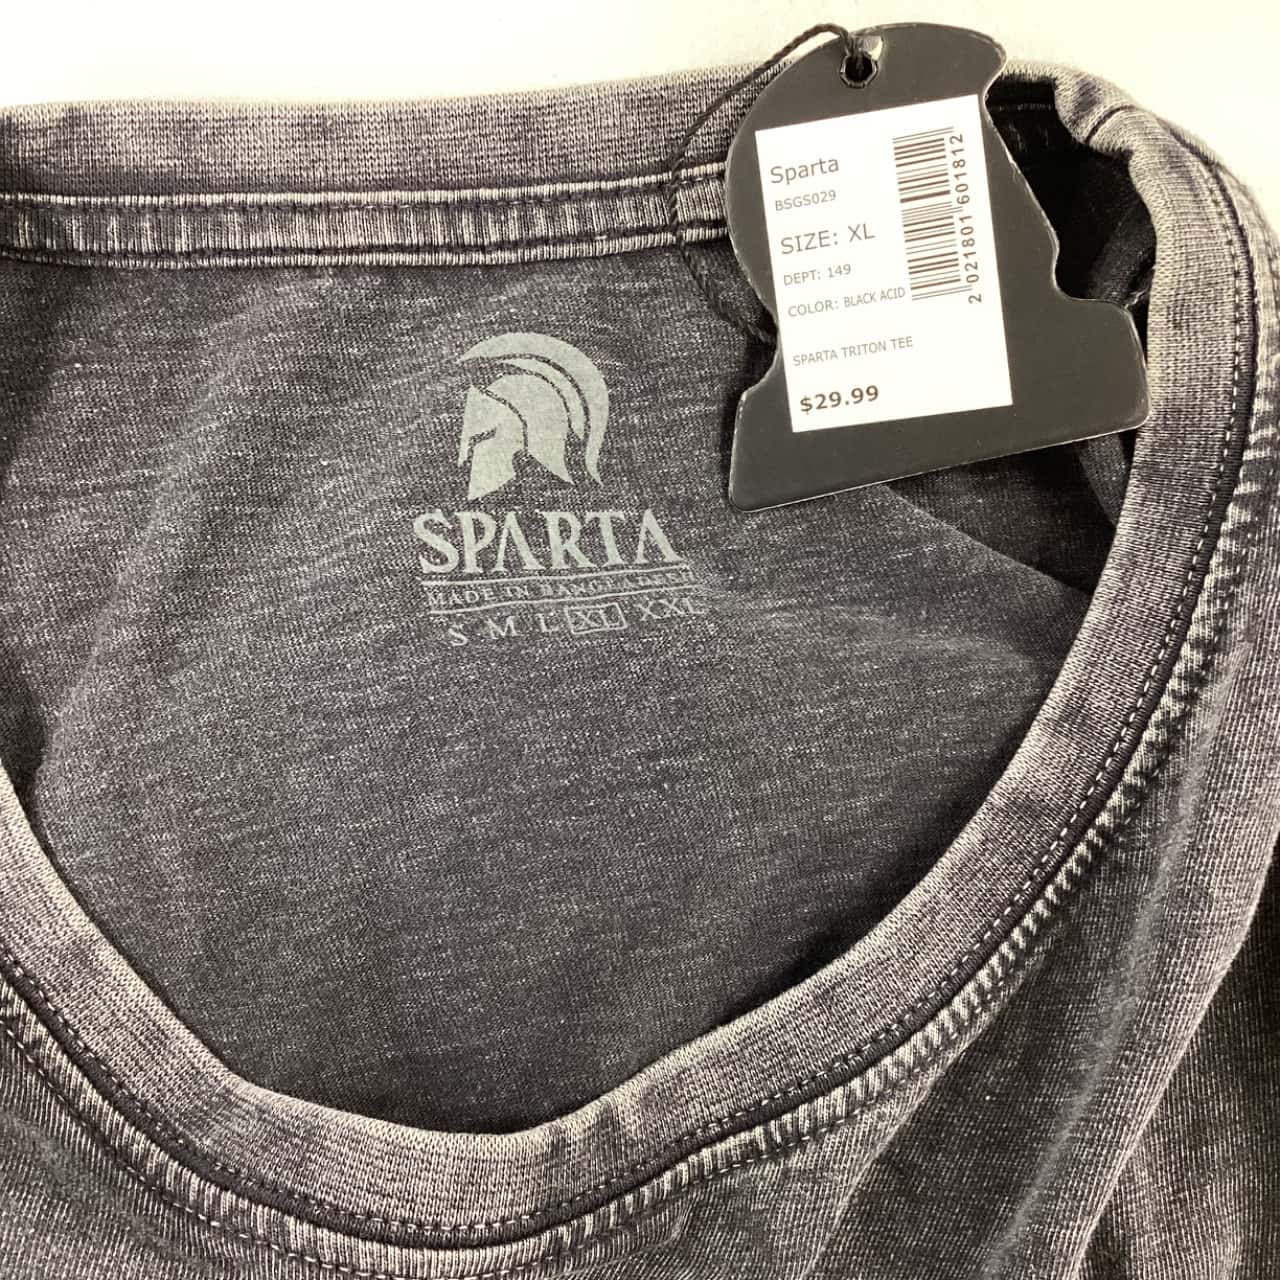 Sparta
BSGS029
SIZE: XL
DEPT: 149
COLOR: BLACK ACID
SPARTA TRITON TEE
$29.99
2 021801 601812
SPARTA
MADE IN BANGLADESH
S M L XL XXL